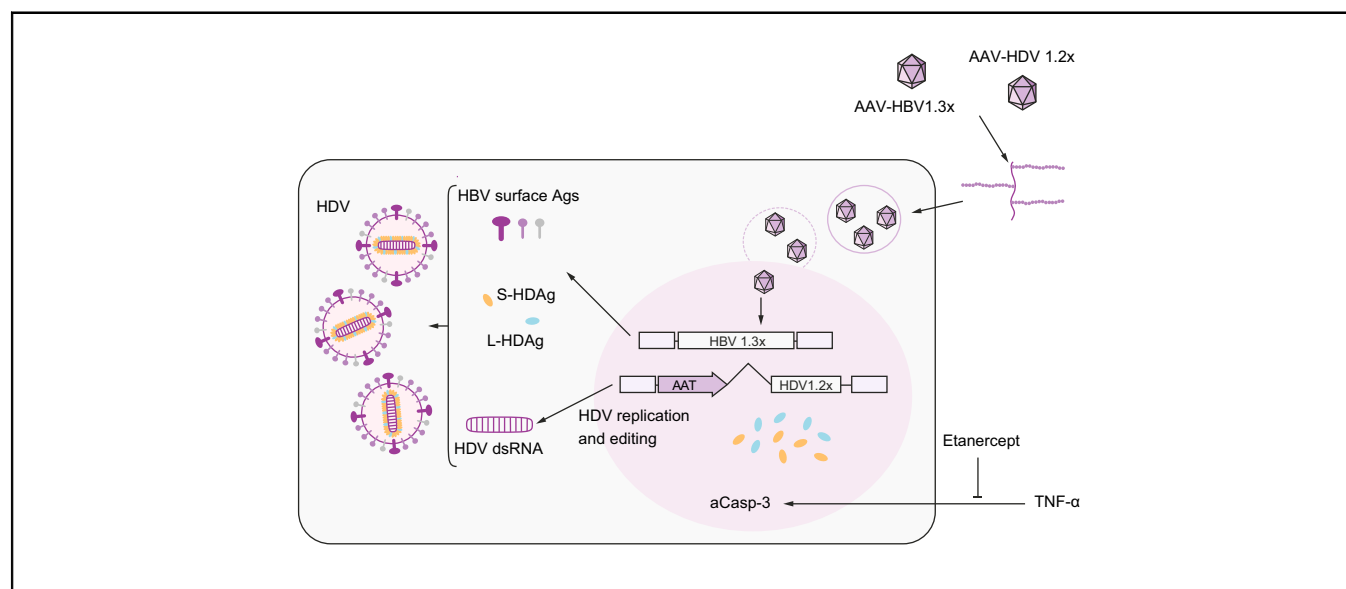 AAV-HDV 1.2x
AAV-HBV1.3x
HDV
HBV surface Ags
S-HDAg
L-HDAg
HBV 1.3x
AAT
HDV1.2x
HDV replication
and editing
HDV dsRNA
Etanercept
aCasp-3
TNF-α